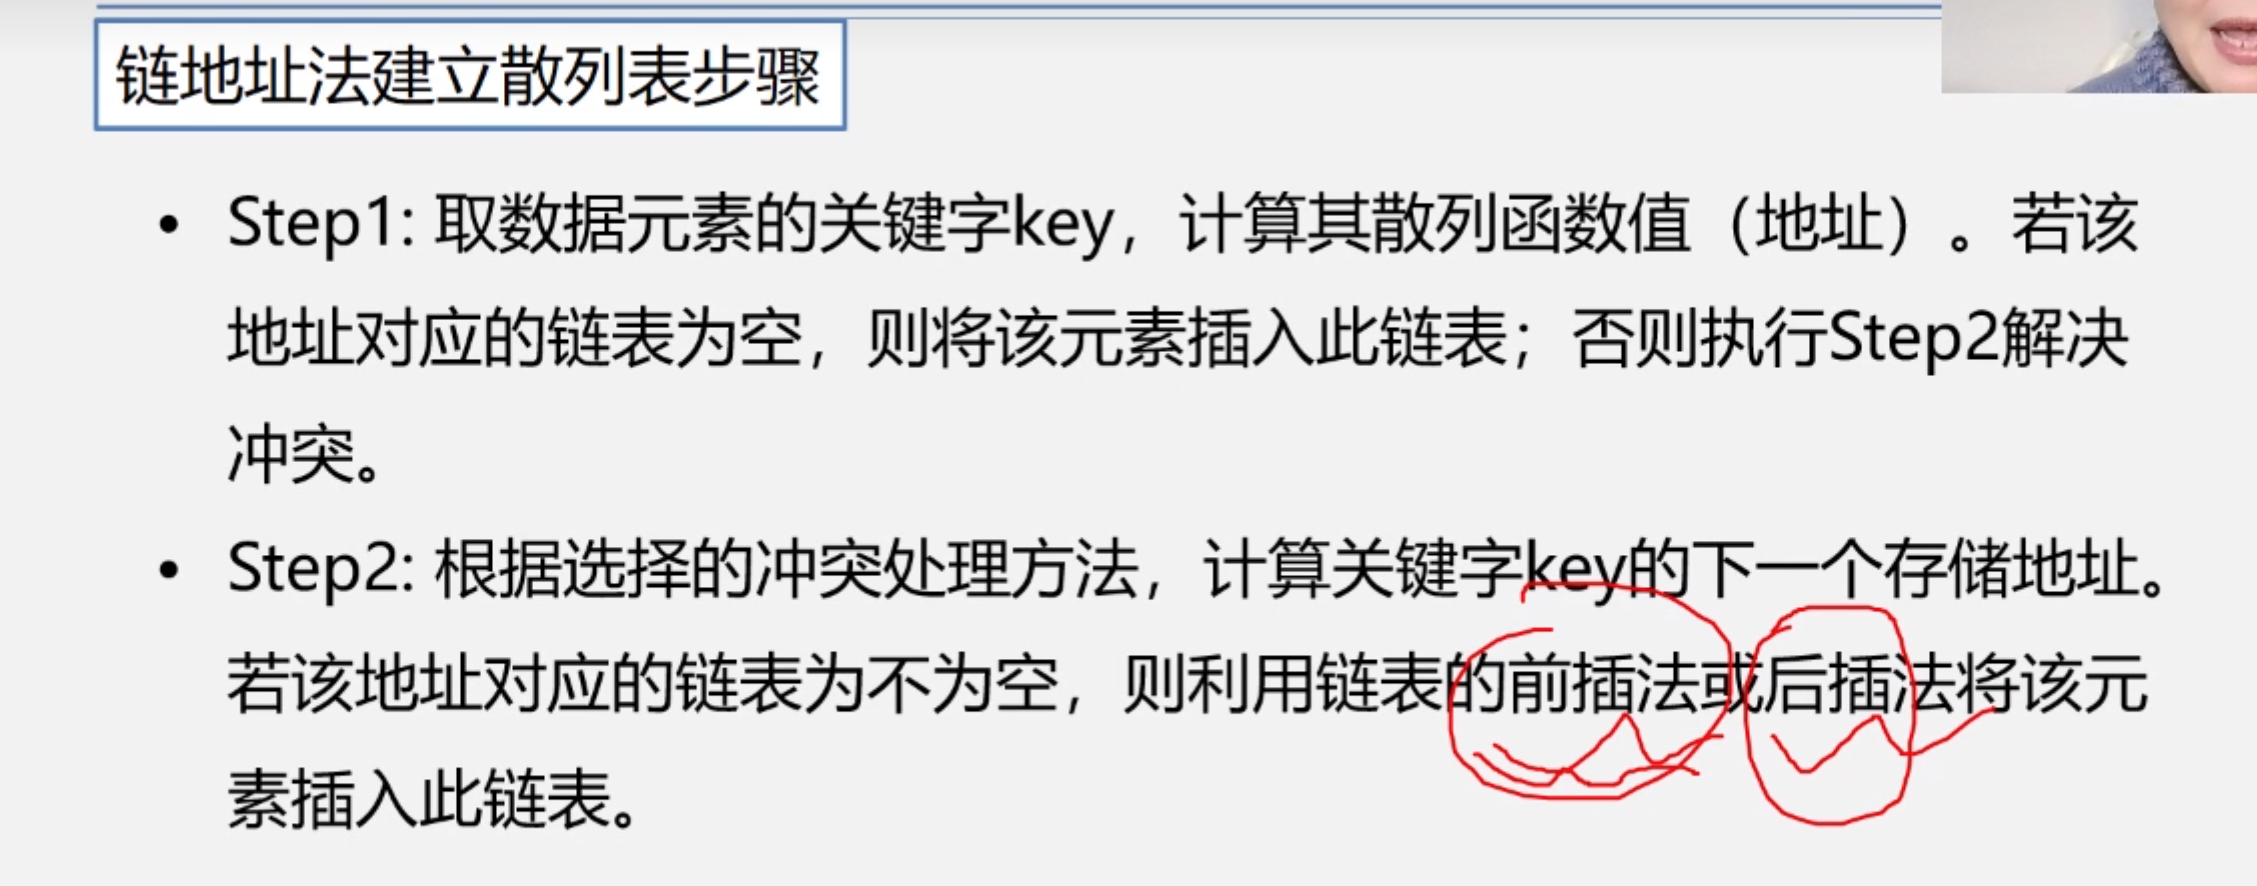 链地址法建立散列表步骤
• Step1: 取数据元素的关键字key，计算其散列函数值（地址）。若该
地址对应的链表为空，则将该元素插入此链表；否则执行Step2解决
冲突。
• Step2: 根据选择的冲突处理方法，计算关键字key的下一个存储地址。
若该地址对应的链表为不为空，则利用链表的前插法或后插法将该元
素插入此链表。